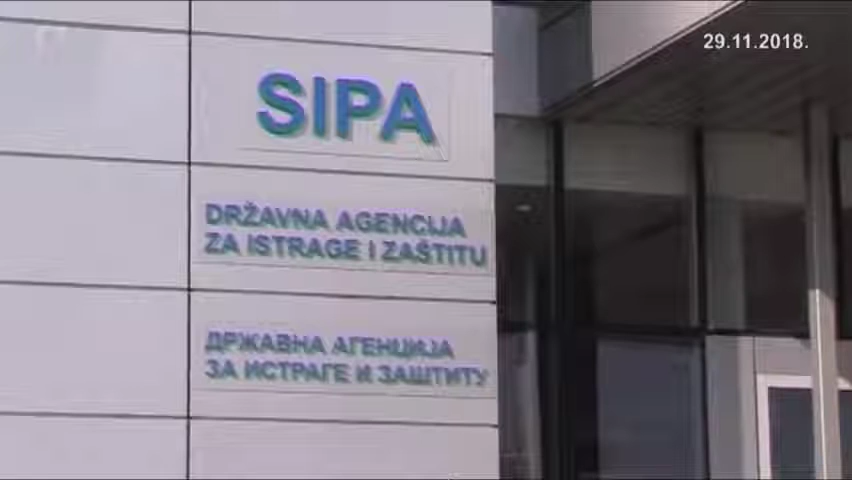 29.11.2018.
SIPA
DRŽAVNA AGENCIJA
ZA ISTRAGE I ZAŠTITU
ДРЖАВНА АГЕНЦИЈА
ЗА ИСТРАГЕ И ЗАШТИТУ